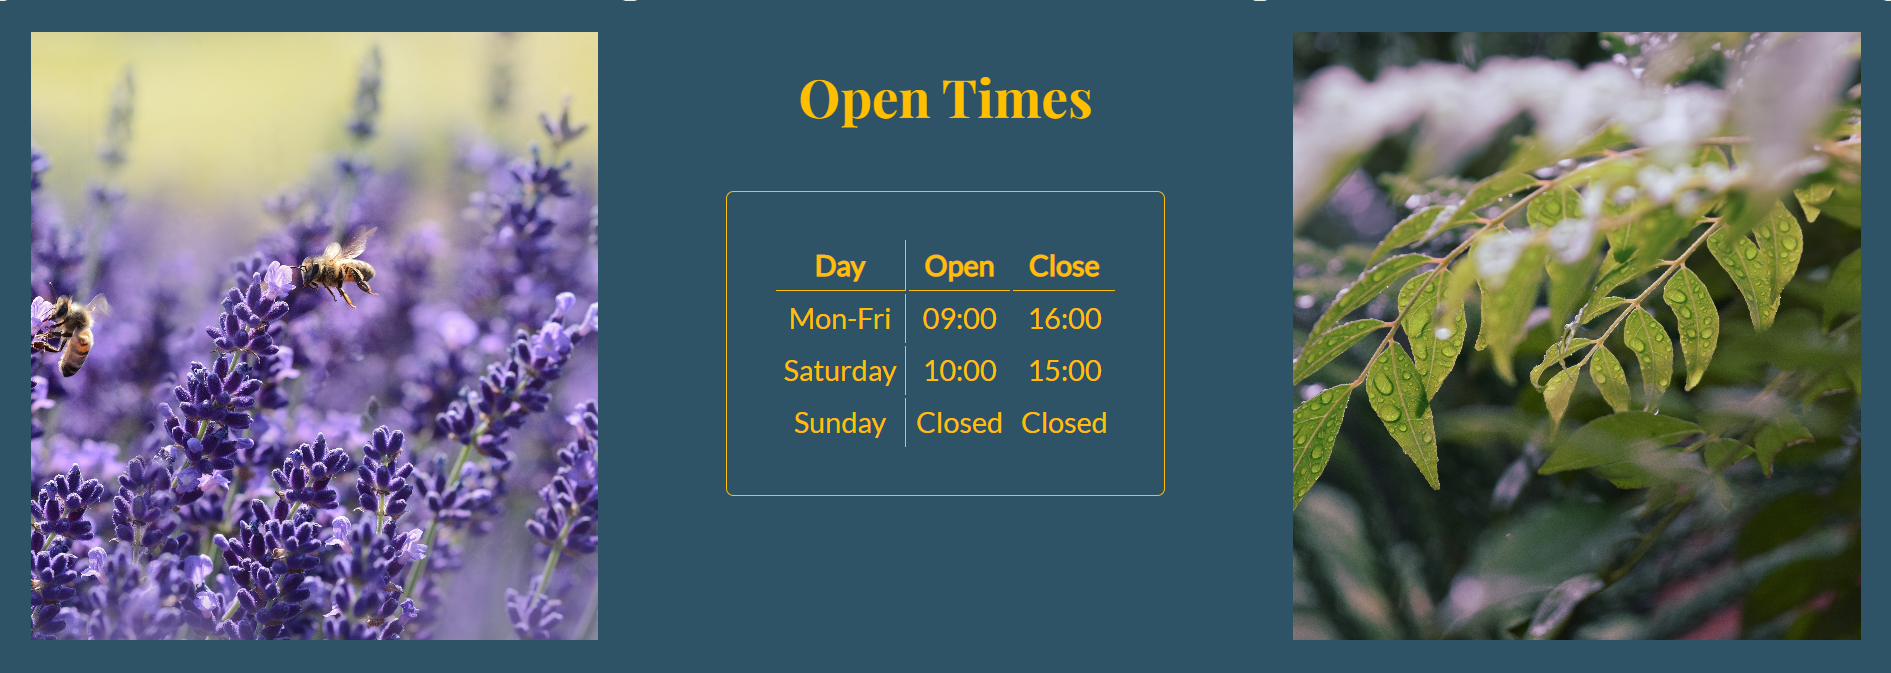 Open Times
Day Open Close
Mon-Fri 09:00 16:00
Saturday 10:00 15:00
Sunday Closed Closed